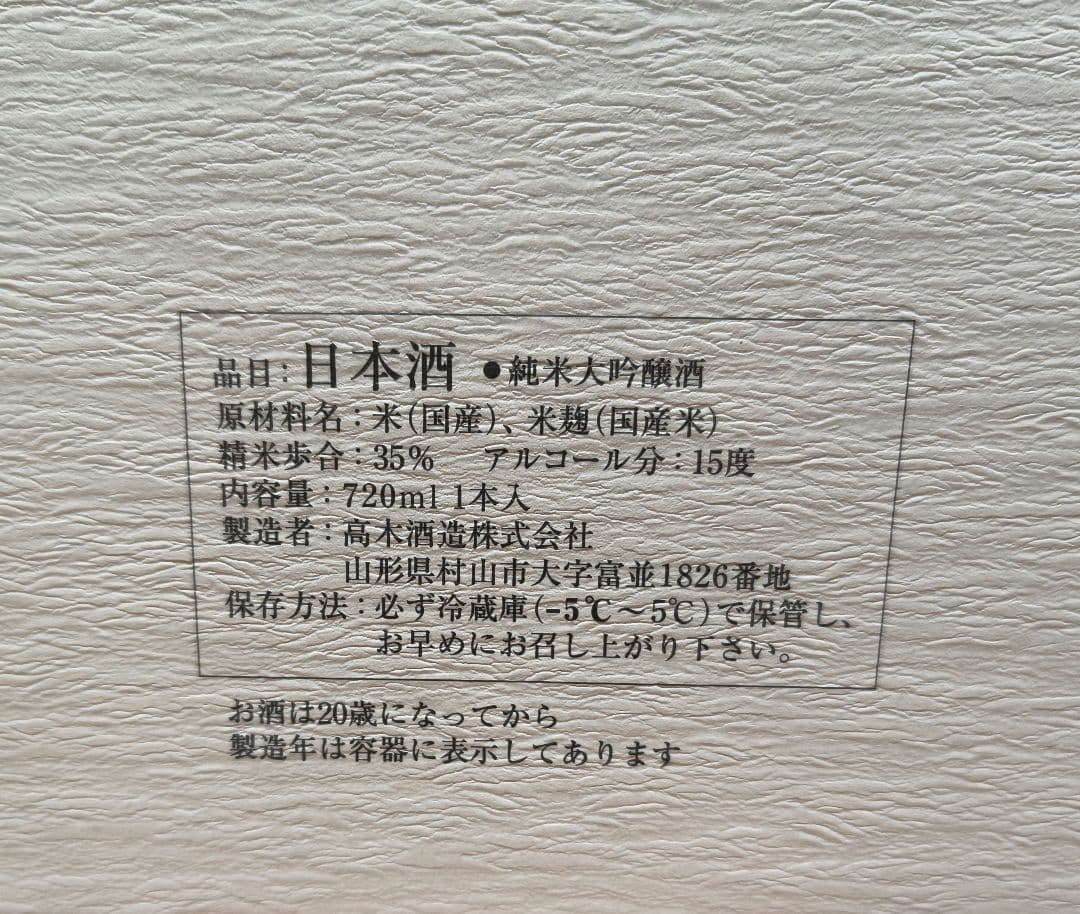 品目：日本酒 ●純米大吟醸酒
原材料名：米（国産）、米麹（国産米）
精米歩合：35％ アルコール分：15度
内容量：720ml 1本入
製造者：高木酒造株式会社
山形県村山市大字富並1826番地
保存方法：必ず冷蔵庫（-5℃～5℃）で保管し、
お早めにお召し上がり下さい。
お酒は20歳になってから
製造年は容器に表示してあります